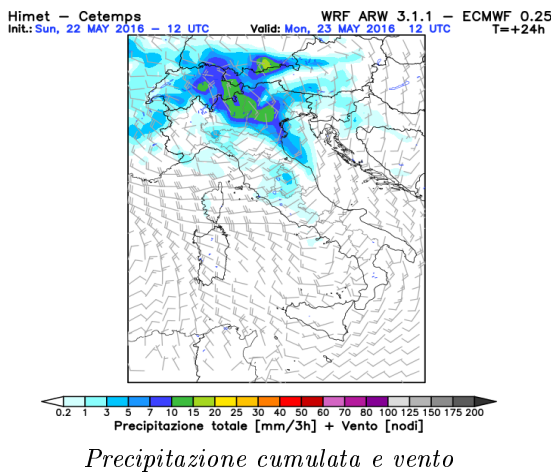 Himet – Cetemps WRF ARW 3.1.1 – ECMWF 0.25
Init.: Sun, 22 MAY 2016 – 12 UTC Valid: Mon, 23 MAY 2016 12 UTC T=+24h
0.2 1 3 5 7 10 15 20 25 30 40 50 60 70 80 100 125 150 175 200
Precipitazione totale [mm/3h] + Vento [nodi]
Precipitazione cumulata e vento